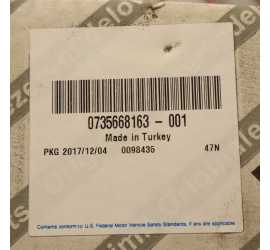 0735668163 - 001
Made in Turkey
PKG 2017/12/04 0098436 47N
Contents conform to U.S. Federal Motor Vehicle Safety Standards, if any are applicable